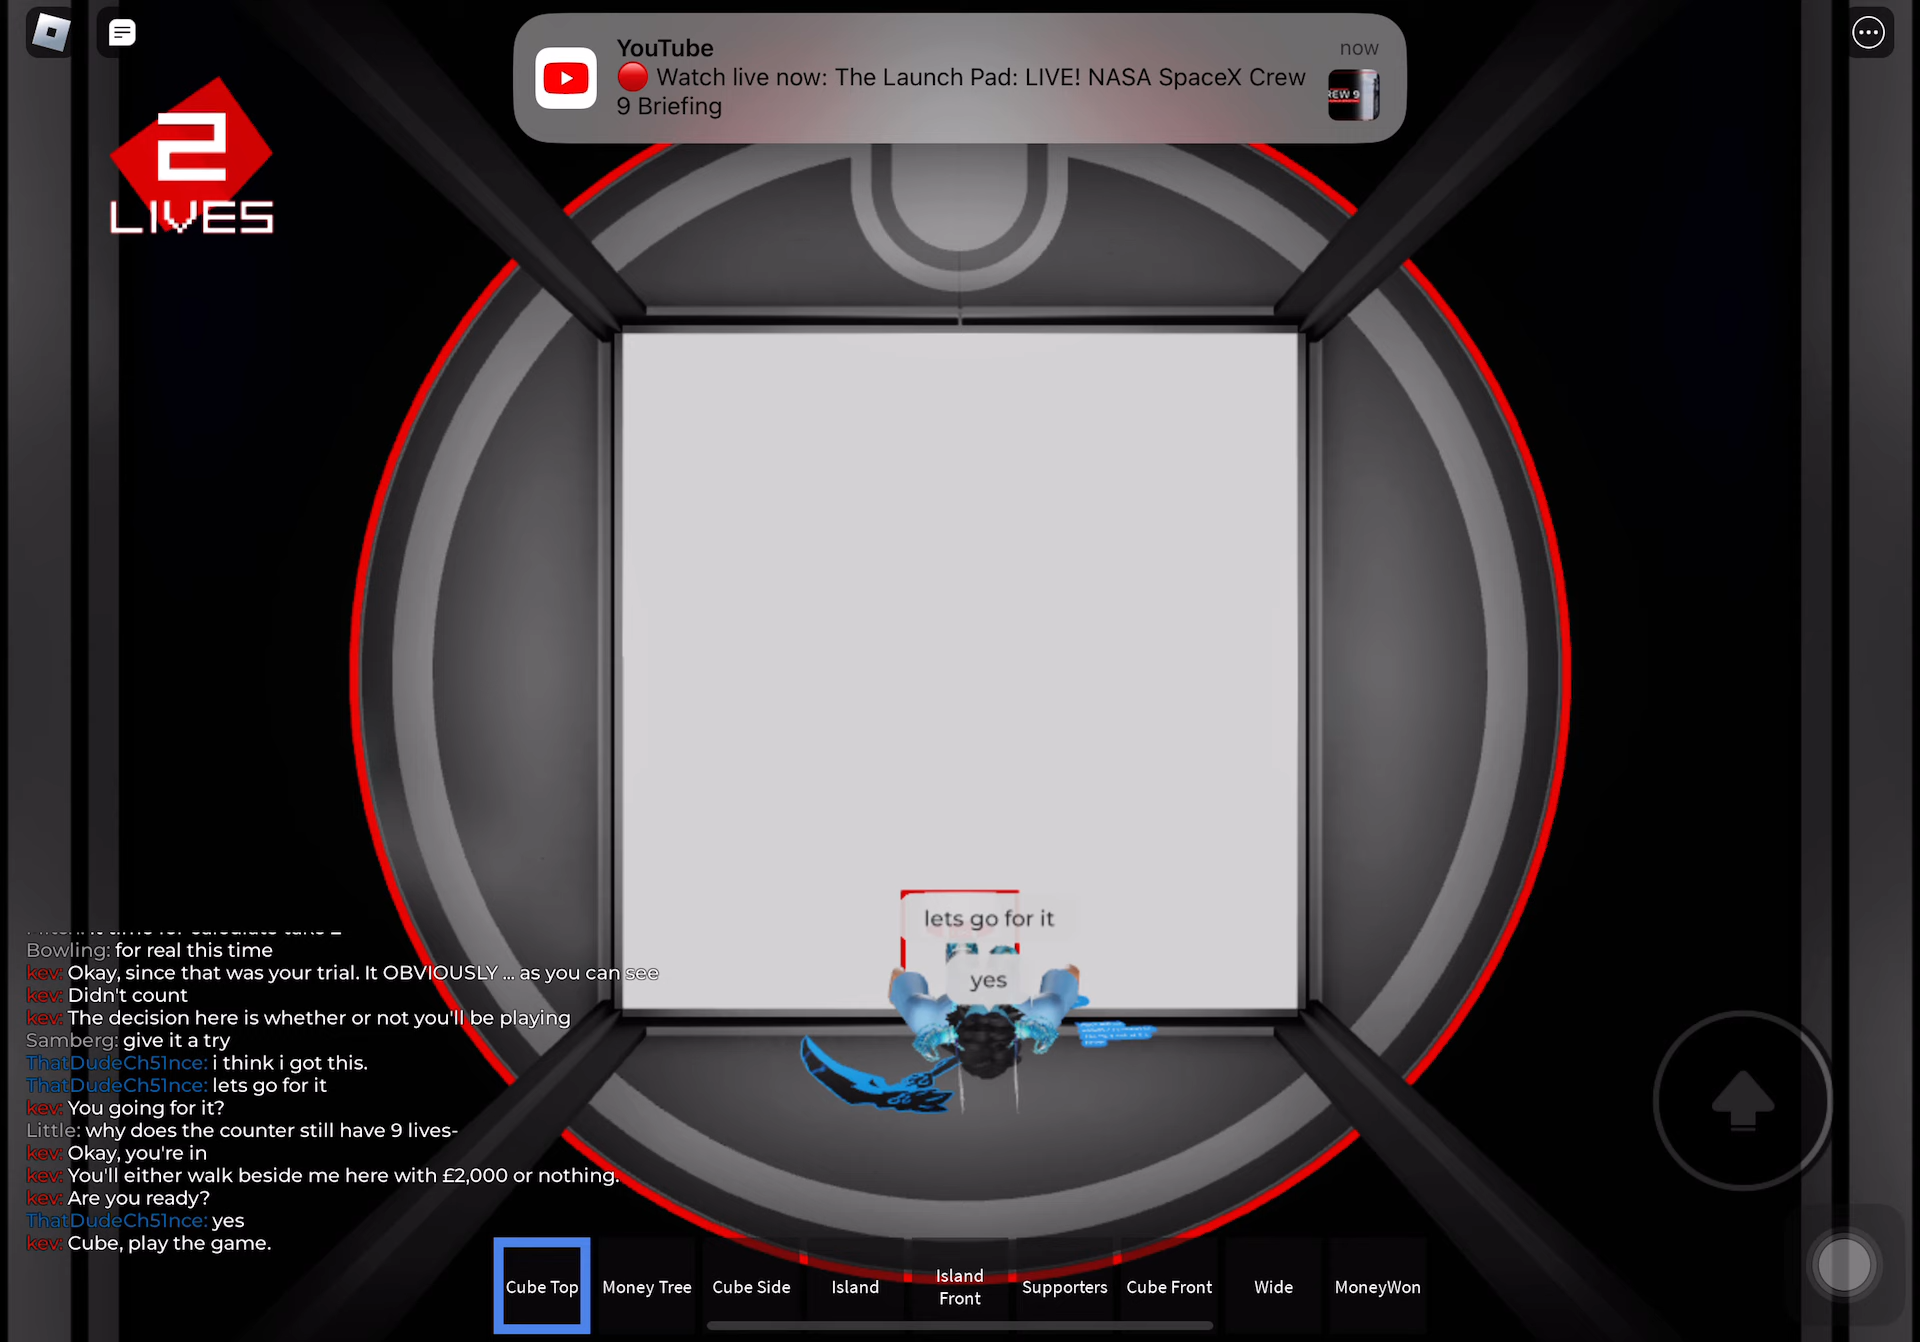 YouTube
now
🔴 Watch live now: The Launch Pad: LIVE! NASA SpaceX Crew
9 Briefing
REW 9
2
LIVES
lets go for it
yes
Bowling: for real this time
kev: Okay, since that was your trial. It OBVIOUSLY ... as you can see
kev: Didn't count
kev: The decision here is whether or not you'll be playing
Samberg: give it a try
ThatDudeCh51nce: i think i got this.
ThatDudeCh51nce: lets go for it
kev: You going for it?
Little: why does the counter still have 9 lives-
kev: Okay, you're in
kev: You'll either walk beside me here with £2,000 or nothing.
kev: Are you ready?
ThatDudeCh51nce: yes
kev: Cube, play the game.
Cube Top
Money Tree
Cube Side
Island
Island
Front
Supporters
Cube Front
Wide
MoneyWon